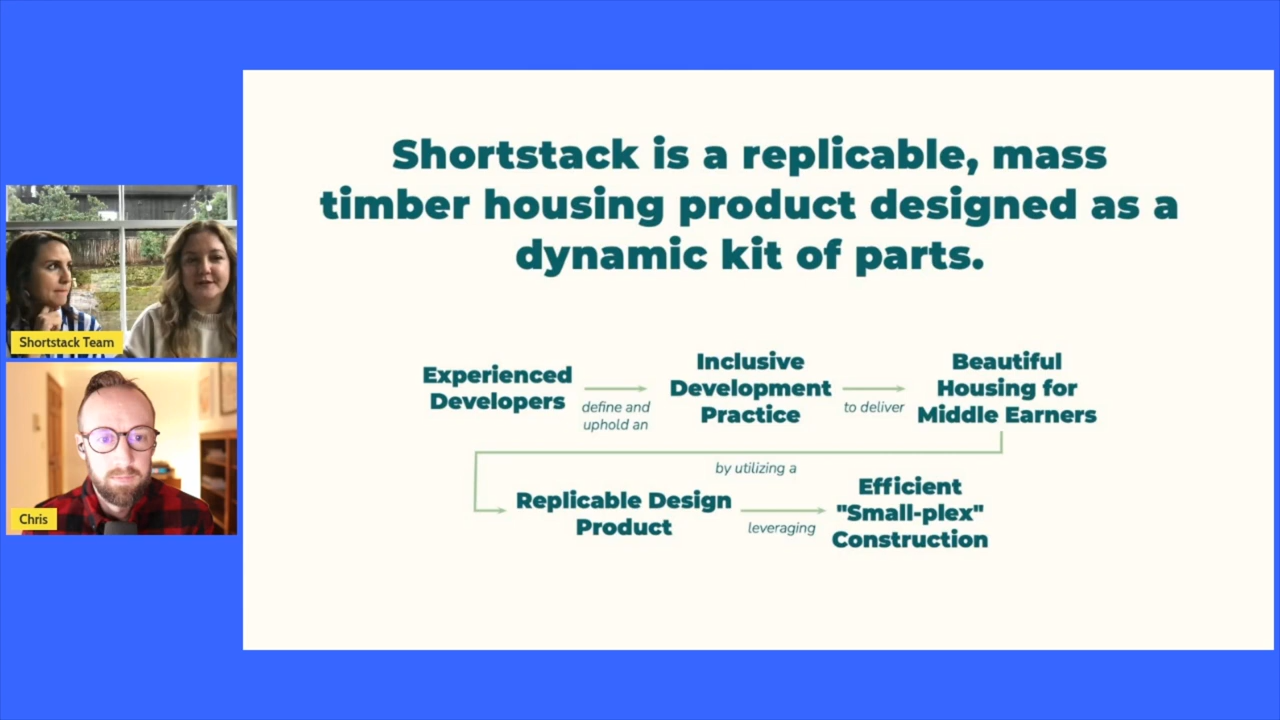 Shortstack is a replicable, mass
timber housing product designed as a
dynamic kit of parts.
Experienced
Developers
define and
uphold an
Inclusive
Development
Practice
to deliver
Beautiful
Housing for
Middle Earners
by utilizing a
Replicable Design
Product
leveraging
Efficient
"Small-plex"
Construction
Shortstack Team
Chris